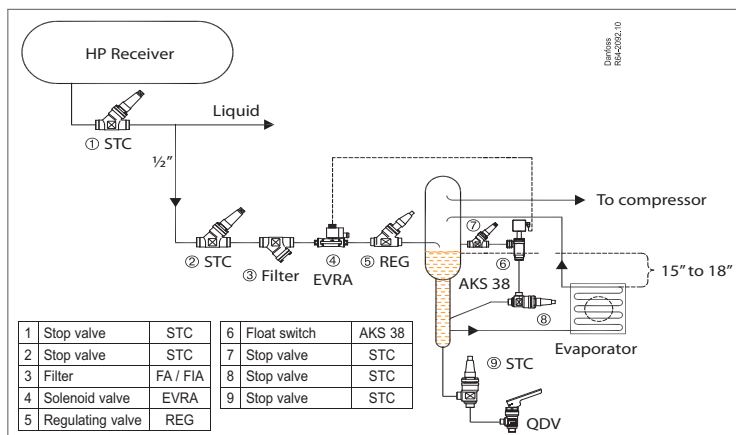 HP Receiver
Danfoss
R64-2092.10
Liquid
① STC
½"
To compressor
⑦
② STC
③ Filter
④
EVRA
⑤ REG
⑥
AKS 38
15" to 18"
⑧
Evaporator
⑨ STC
QDV
1 Stop valve STC
2 Stop valve STC
3 Filter FA / FIA
4 Solenoid valve EVRA
5 Regulating valve REG
6 Float switch AKS 38
7 Stop valve STC
8 Stop valve STC
9 Stop valve STC